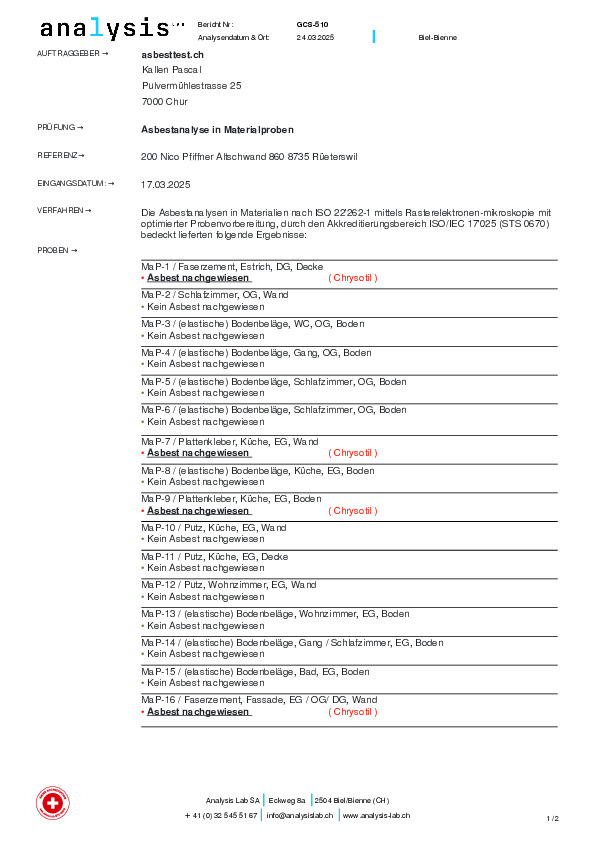 analysis
Bericht Nr: GCS-510
Analysendatum & Ort: 24.03.2025 Biel-Bienne
AUFTRAGGEBER → asbesttest.ch
Kallen Pascal
Pulvermühlestrasse 25
7000 Chur
PRÜFUNG → Asbestanalyse in Materialproben
REFERENZ→ 200 Nico Pfiffner Altschwand 860 8735 Rüeterswil
EINGANGSDATUM: → 17.03.2025
VERFAHREN → Die Asbestanalysen in Materialien nach ISO 22'262-1 mittels Rasterelektronen-mikroskopie mit
optimierter Probenvorbereitung, durch den Akkreditierungsbereich ISO/IEC 17'025 (STS 0670)
bedeckt lieferten folgende Ergebnisse:
PROBEN →
MaP-1 / Faserzement, Estrich, DG, Decke
• Asbest nachgewiesen ( Chrysotil )
MaP-2 / Schlafzimmer, OG, Wand
• Kein Asbest nachgewiesen
MaP-3 / (elastische) Bodenbeläge, WC, OG, Boden
• Kein Asbest nachgewiesen
MaP-4 / (elastische) Bodenbeläge, Gang, OG, Boden
• Kein Asbest nachgewiesen
MaP-5 / (elastische) Bodenbeläge, Schlafzimmer, OG, Boden
• Kein Asbest nachgewiesen
MaP-6 / (elastische) Bodenbeläge, Schlafzimmer, OG, Boden
• Kein Asbest nachgewiesen
MaP-7 / Plattenkleber, Küche, EG, Wand
• Asbest nachgewiesen ( Chrysotil )
MaP-8 / (elastische) Bodenbeläge, Küche, EG, Boden
• Kein Asbest nachgewiesen
MaP-9 / Plattenkleber, Küche, EG, Boden
• Asbest nachgewiesen ( Chrysotil )
MaP-10 / Putz, Küche, EG, Wand
• Kein Asbest nachgewiesen
MaP-11 / Putz, Küche, EG, Decke
• Kein Asbest nachgewiesen
MaP-12 / Putz, Wohnzimmer, EG, Wand
• Kein Asbest nachgewiesen
MaP-13 / (elastische) Bodenbeläge, Wohnzimmer, EG, Boden
• Kein Asbest nachgewiesen
MaP-14 / (elastische) Bodenbeläge, Gang / Schlafzimmer, EG, Boden
• Kein Asbest nachgewiesen
MaP-15 / (elastische) Bodenbeläge, Bad, EG, Boden
• Kein Asbest nachgewiesen
MaP-16 / Faserzement, Fassade, EG / OG/ DG, Wand
• Asbest nachgewiesen ( Chrysotil )
Analysis Lab SA | Eckweg 8a | 2504 Biel/Bienne (CH)
+ 41 (0) 32 545 51 67 | info@analysislab.ch | www.analysis-lab.ch
1 / 2